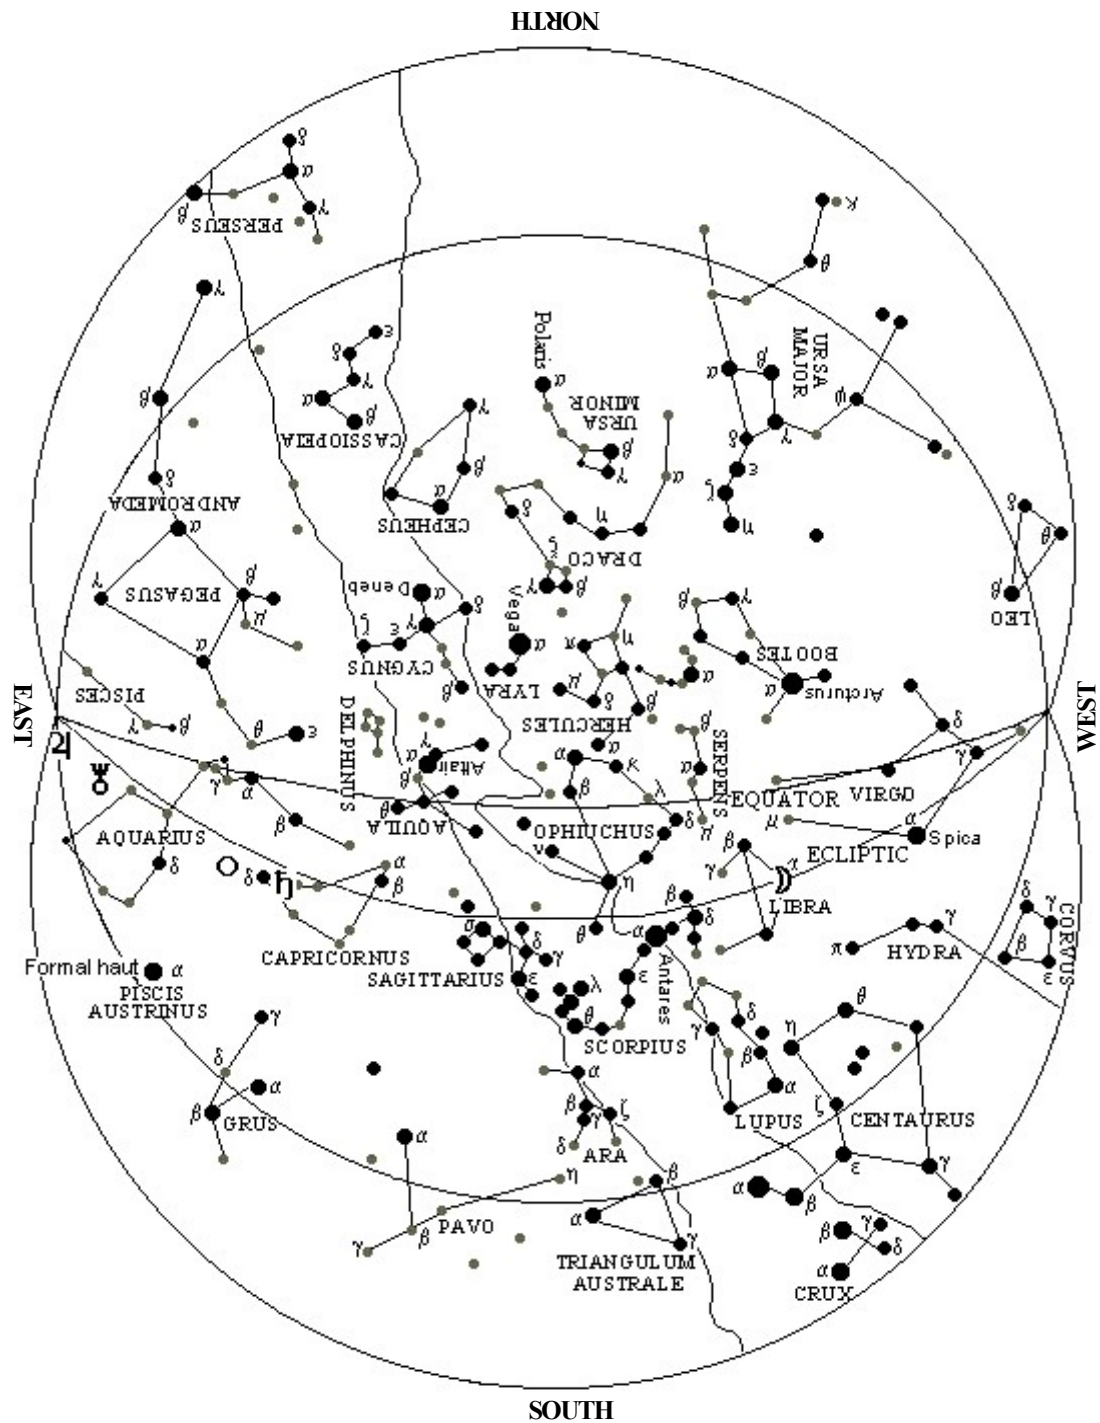 NORTH
δ
α
β
γ
PERSEUS
κ
θ
γ
ε
δ
γ
α
β
CASSIOPEIA
Polaris
α
URSA
MINOR
β
γ
URSA
MAJOR
α
β
γ
δ
ε
ζ
η
φ
β
δ
ANDROMEDA
α
γ
β
α
CEPHEUS
δ
η
α
DRACO
ζ
γ
β
δ
θ
β
LEO
γ
PEGASUS
β
μ
α
θ
ε
Deneb
α
δ
ζ
ε
γ
CYGNUS
β
Vega
α
LYRA
π
η
μ
δ
β
HERCULES
α
β
γ
BOOTES
α
Arcturus
EAST
WEST
PISCES
γ
β
DELPHINUS
γ
α
Altair
β
θ
AQUILA
α
κ
β
λ
δ
μ
OPHIUCHUS
ν
η
θ
β
α
SERPENS
EQUATOR
VIRGO
δ
γ
μ
α
Spica
ECLIPTIC
♃
♅
AQUARIUS
γ
α
β
δ
δ
♄
α
β
CAPRICORNUS
β
γ
α
LIBRA
☽
σ
δ
γ
ε
SAGITTARIUS
β
δ
α
Antares
ε
λ
θ
SCORPIUS
π
γ
HYDRA
δ
γ
β
ε
CORVUS
Formal haut
α
PISCIS
AUSTRINUS
γ
δ
α
β
GRUS
γ
δ
β
α
LUPUS
θ
η
ζ
CENTAURUS
ε
γ
α
β
α
β
γ
ζ
δ
ARA
α
η
PAVO
β
γ
β
α
γ
TRIANGULUM
AUSTRALE
γ
β
δ
α
CRUX
SOUTH